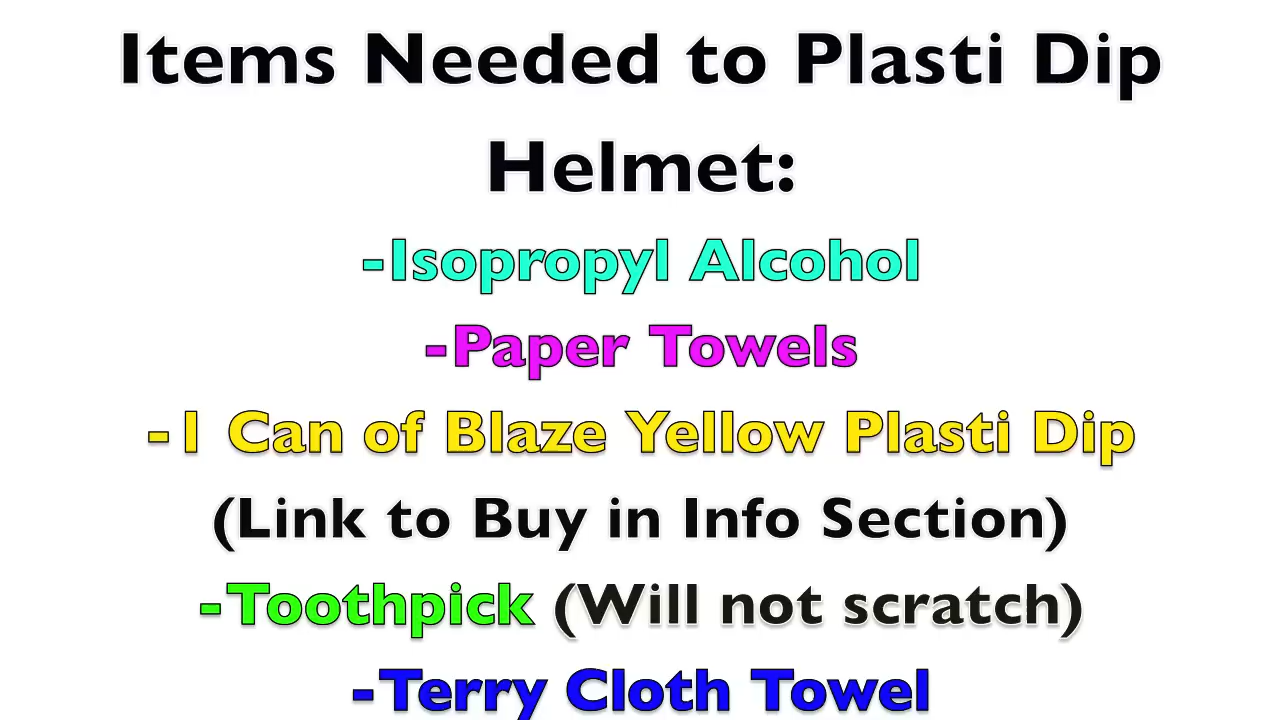 Items Needed to Plasti Dip
Helmet:
-Isopropyl Alcohol
-Paper Towels
-1 Can of Blaze Yellow Plasti Dip
(Link to Buy in Info Section)
-Toothpick (Will not scratch)
-Terry Cloth Towel